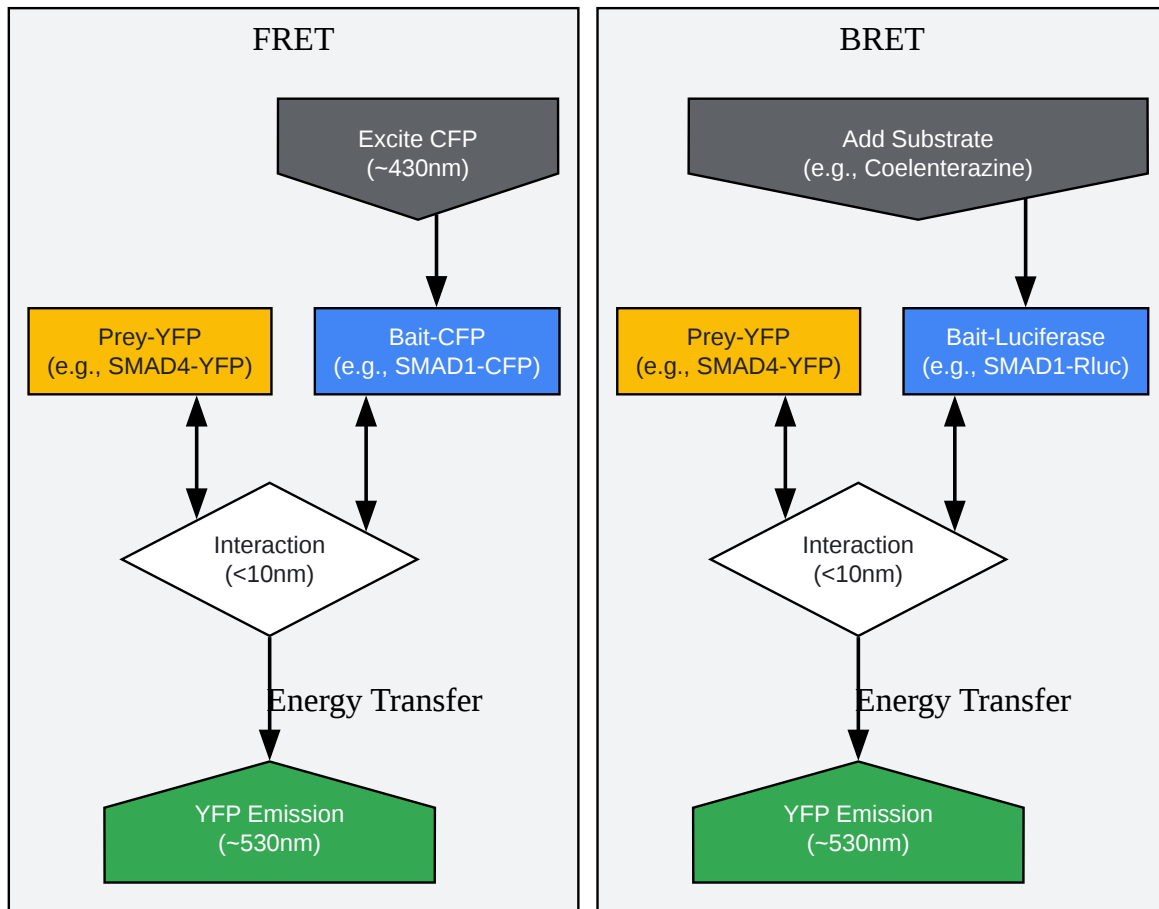 FRET
Excite CFP
(~430nm)
Prey-YFP
(e.g., SMAD4-YFP)
Bait-CFP
(e.g., SMAD1-CFP)
Interaction
(<10nm)
Energy Transfer
YFP Emission
(~530nm)
BRET
Add Substrate
(e.g., Coelenterazine)
Prey-YFP
(e.g., SMAD4-YFP)
Bait-Luciferase
(e.g., SMAD1-Rluc)
Interaction
(<10nm)
Energy Transfer
YFP Emission
(~530nm)